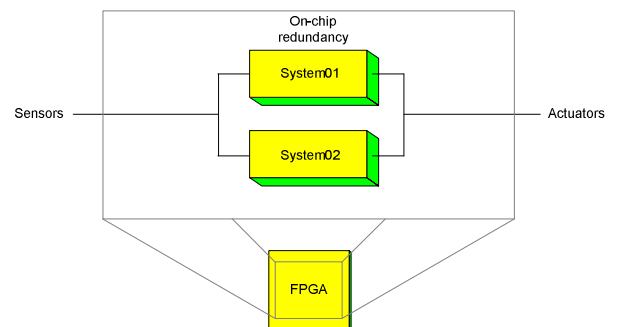 On-chip
redundancy
System01
Sensors
Actuators
System02
FPGA